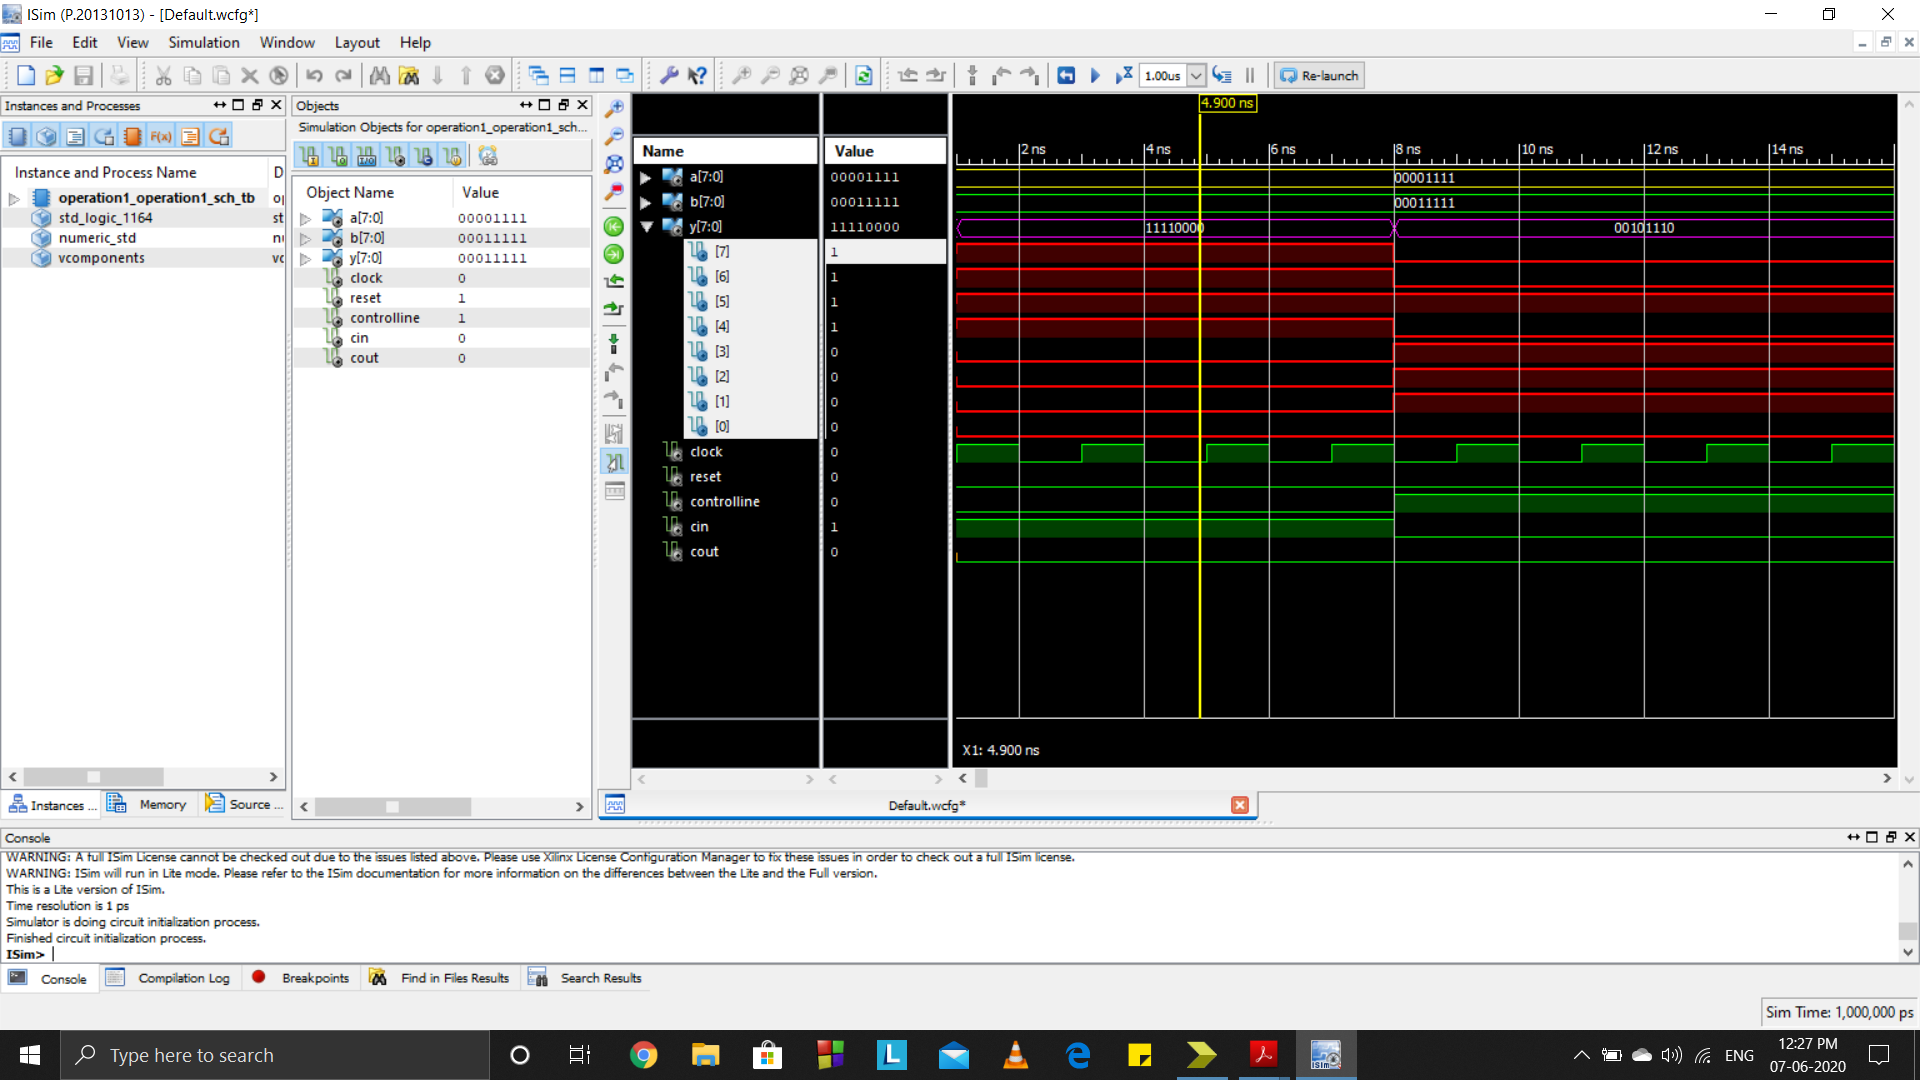 ISim (P.20131013) - [Default.wcfg*]
File Edit View Simulation Window Layout Help
1.00us Re-launch
Instances and Processes
Instance and Process Name D
operation1_operation1_sch_tb
std_logic_1164 st
numeric_std
vcomponents vc
Instances ... Memory Source ...
Objects
Simulation Objects for operation1_operation1_sch...
Object Name Value
a[7:0] 00001111
b[7:0] 00011111
y[7:0] 00011111
clock 0
reset 1
controlline 1
cin 0
cout 0
Name Value
a[7:0] 00001111
b[7:0] 00011111
y[7:0] 11110000
[7] 1
[6] 1
[5] 1
[4] 1
[3] 0
[2] 0
[1] 0
[0] 0
clock 0
reset 0
controlline 0
cin 1
cout 0
4.900 ns
2 ns 4 ns 6 ns 8 ns 10 ns 12 ns 14 ns
00001111
00011111
11110000 00101110
X1: 4.900 ns
Default.wcfg*
Console
WARNING: A full ISim License cannot be checked out due to the issues listed above. Please use Xilinx License Configuration Manager to fix these issues in order to check out a full ISim license.
WARNING: ISim will run in Lite mode. Please refer to the ISim documentation for more information on the differences between the Lite and the Full version.
This is a Lite version of ISim.
Time resolution is 1 ps
Simulator is doing circuit initialization process.
Finished circuit initialization process.
ISim>
Console Compilation Log Breakpoints Find in Files Results Search Results
Sim Time: 1,000,000 ps
Type here to search
ENG
12:27 PM
07-06-2020